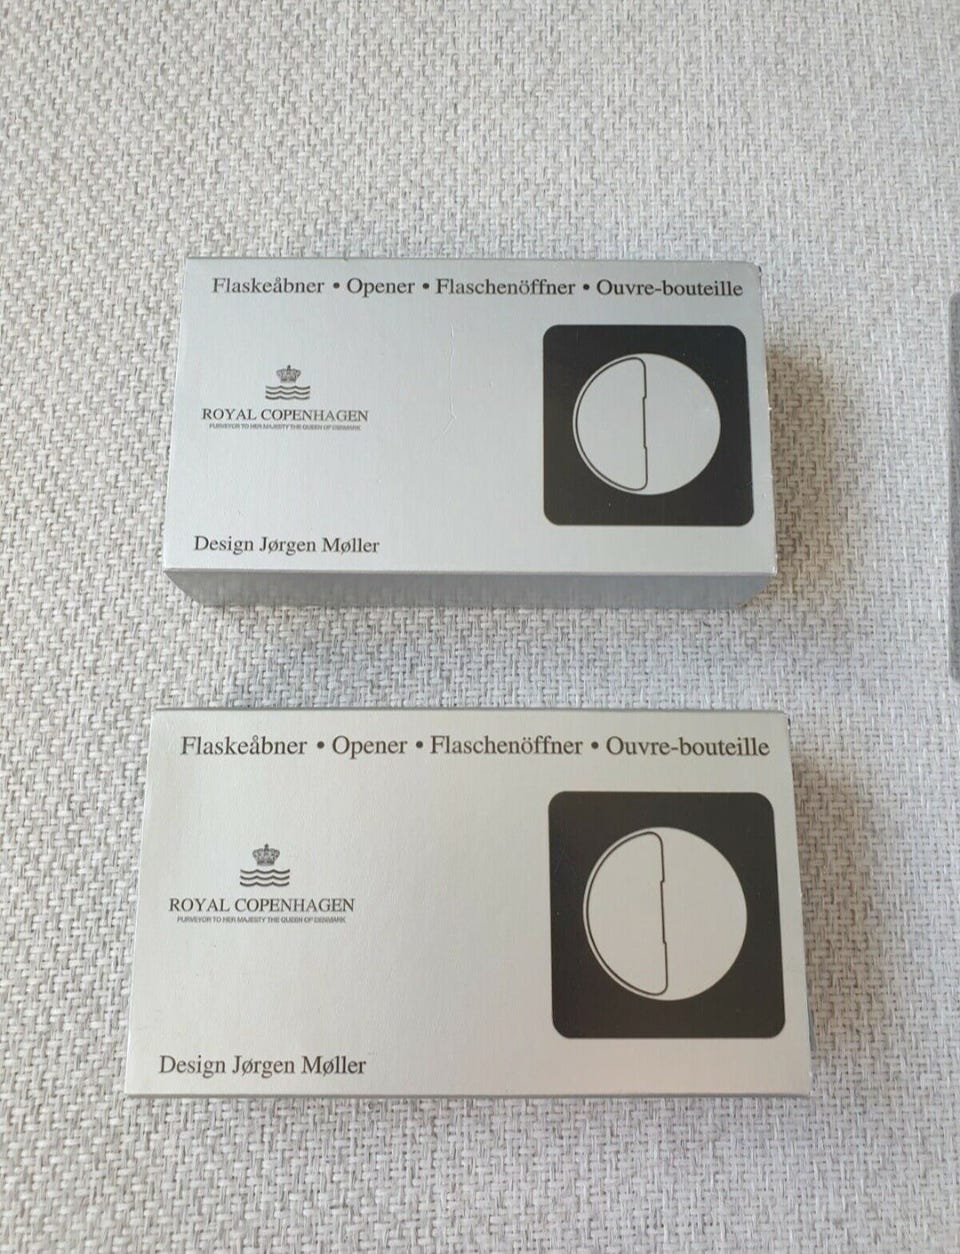 Flaskeåbner • Opener • Flaschenöffner • Ouvre-bouteille
ROYAL COPENHAGEN
PURVEYOR TO HER MAJESTY THE QUEEN OF DENMARK
Design Jørgen Møller
Flaskeåbner • Opener • Flaschenöffner • Ouvre-bouteille
ROYAL COPENHAGEN
PURVEYOR TO HER MAJESTY THE QUEEN OF DENMARK
Design Jørgen Møller